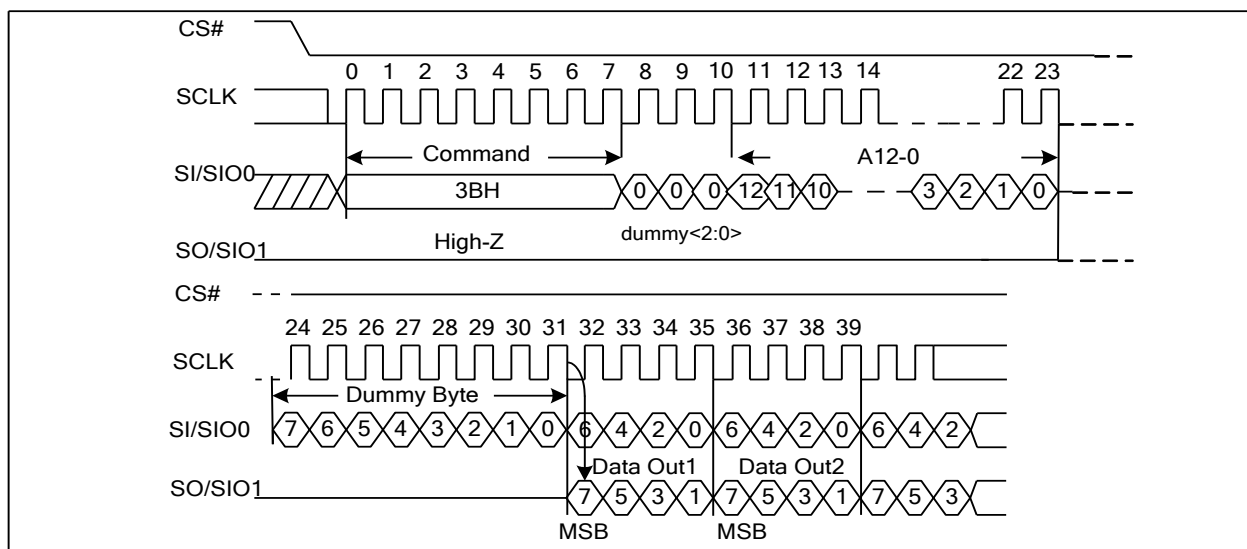 CS#
0 1 2 3 4 5 6 7 8 9 10 11 12 13 14 22 23
SCLK
Command A12-0
SI/SIO0 3BH 0 0 0 12 11 10 3 2 1 0
High-Z dummy<2:0>
SO/SIO1
CS#
24 25 26 27 28 29 30 31 32 33 34 35 36 37 38 39
SCLK
Dummy Byte
SI/SIO0 7 6 5 4 3 2 1 0 6 4 2 0 6 4 2 0 6 4 2
Data Out1 Data Out2
SO/SIO1 7 5 3 1 7 5 3 1 7 5 3
MSB MSB